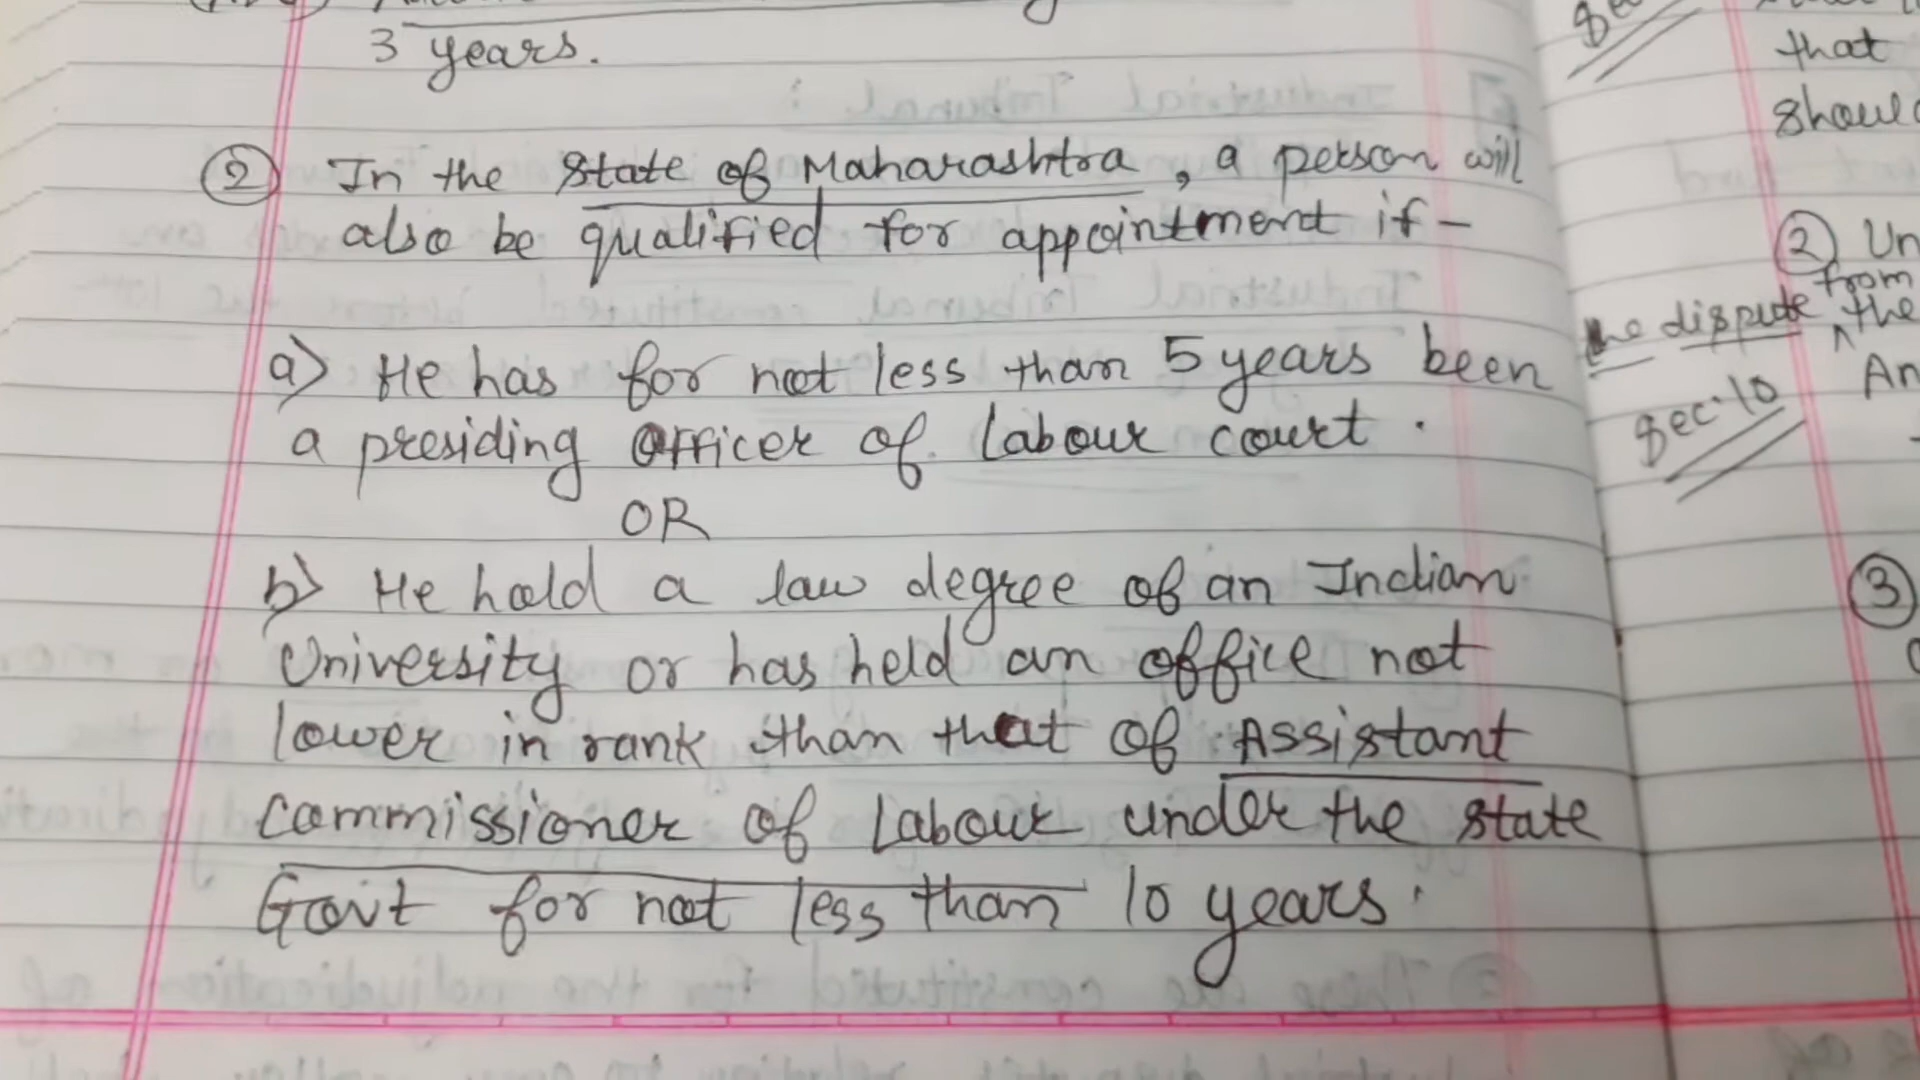 3 years.
② In the State of Maharashtra, a person will
also be qualified for appointment if -
a) He has for not less than 5 years been
a presiding officer of Labour court.
OR
b) He hold a law degree of an Indian
University or has held an office not
lower in rank than that of Assistant
Commissioner of Labour under the state
Govt for not less than 10 years.
that
② Un
from
the dispute ^ the
An
Sec. 10
③